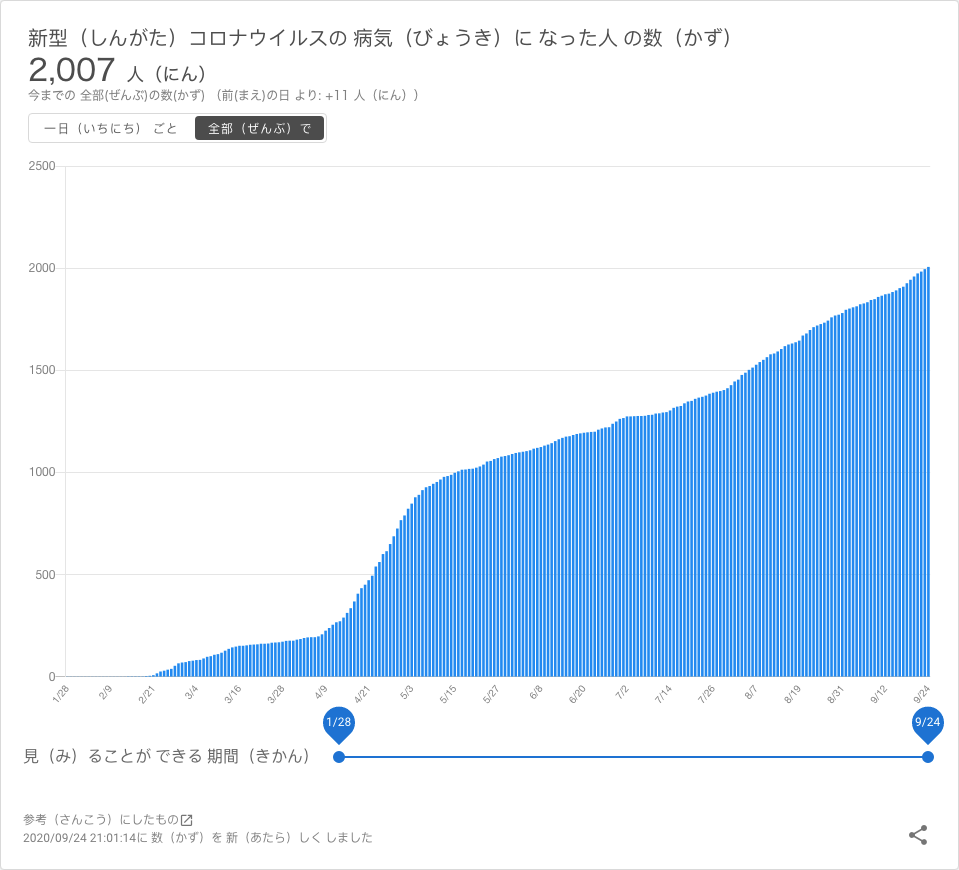 新型（しんがた）コロナウイルスの 病気（びょうき）に なった人 の数（かず）
2,007 人（にん）
今までの 全部(ぜんぶ)の数(かず) （前(まえ)の日 より: +11 人（にん））
一日（いちにち） ごと 全部（ぜんぶ）で
2500
2000
1500
1000
500
0
1/28 2/9 2/21 3/4 3/16 3/28 4/9 4/21 5/3 5/15 5/27 6/8 6/20 7/2 7/14 7/26 8/7 8/19 8/31 9/12 9/24
1/28 9/24
見（み）ることが できる 期間（きかん）
参考（さんこう）にしたもの
2020/09/24 21:01:14に 数（かず）を 新（あたら）しく しました